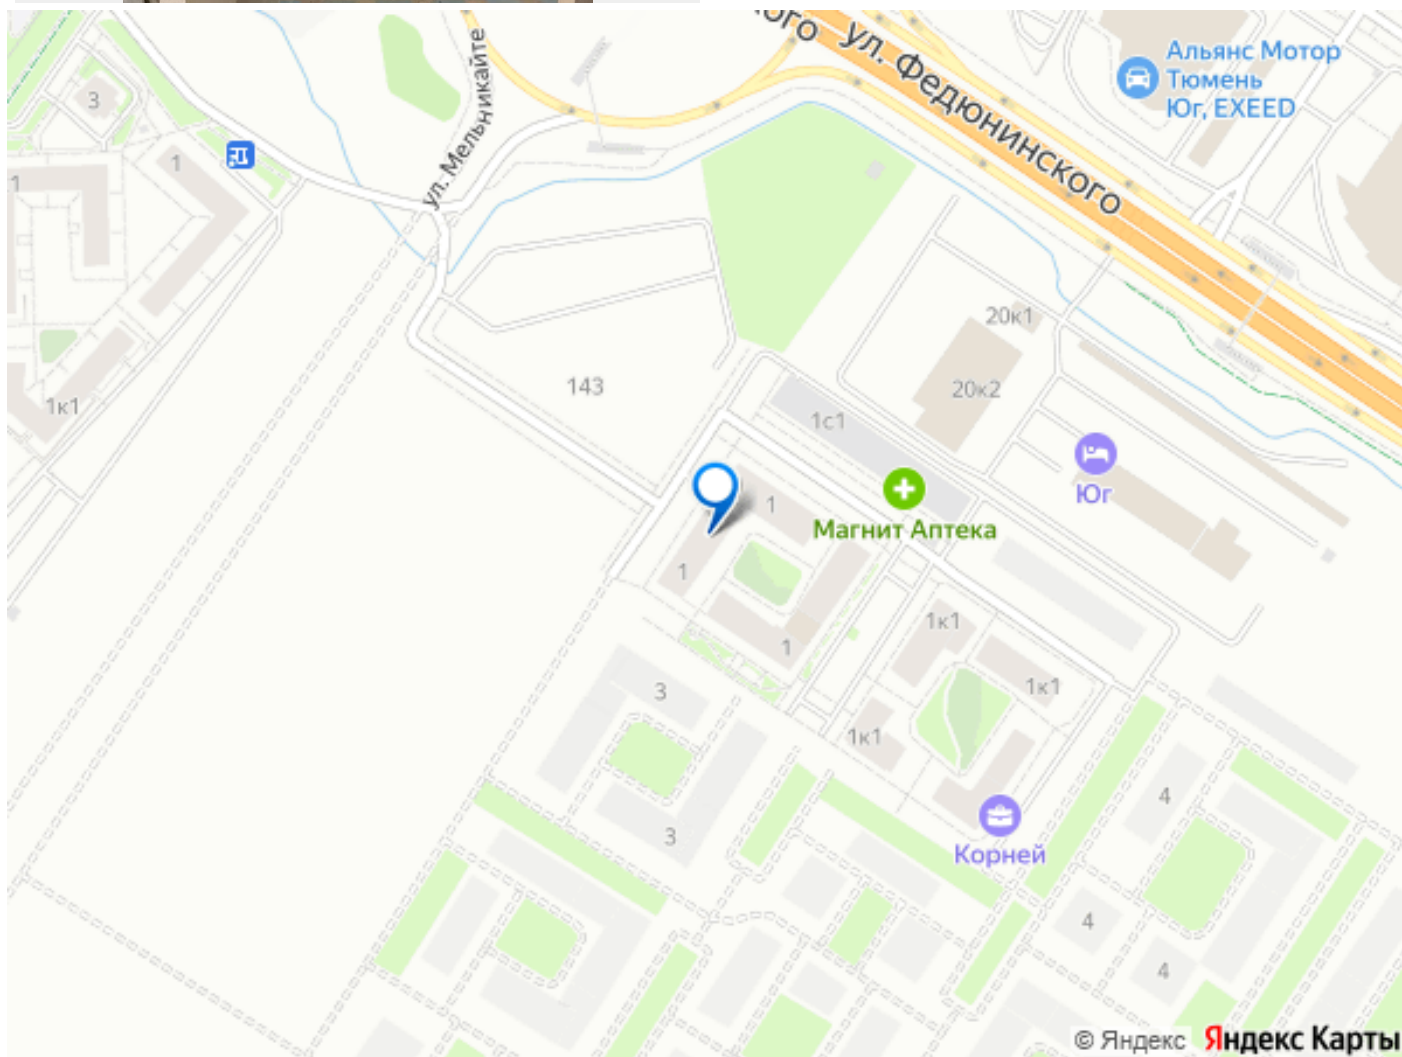 ого
ул. Федюнинского
Альянс Мотор
Тюмень
Юг, EXEED
ул. Мельникайте
3
1
1
1к1
143
20к1
20к2
1с1
Юг
Магнит Аптека
1
1
1
1к1
1к1
1к1
3
3
Корней
4
4
4
© Яндекс Яндекс Карты